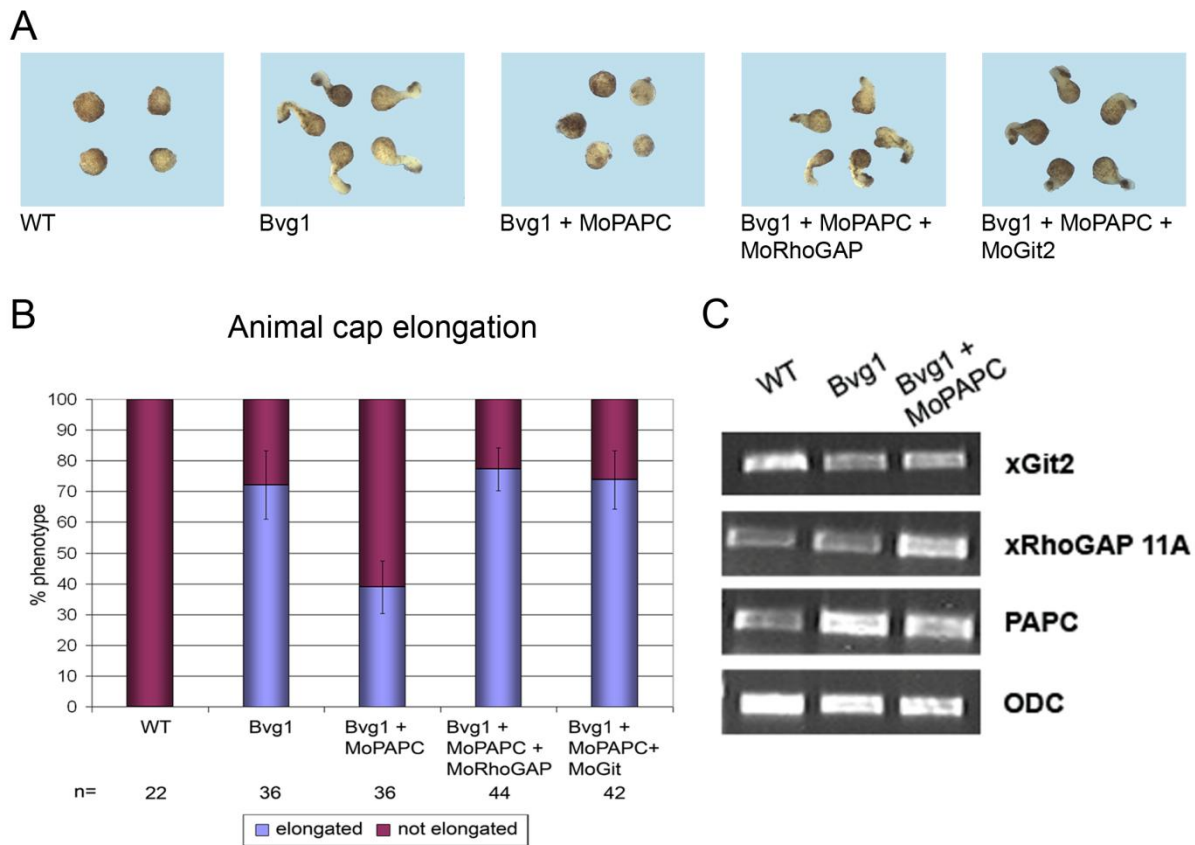 A
WT
Bvg1
Bvg1 + MoPAPC
Bvg1 + MoPAPC +
MoRhoGAP
Bvg1 + MoPAPC +
MoGit2
B
Animal cap elongation
% phenotype
100
90
80
70
60
50
40
30
20
10
0
WT
Bvg1
Bvg1 +
MoPAPC
Bvg1 +
MoPAPC +
MoRhoGAP
Bvg1 +
MoPAPC+
MoGit
n= 22 36 36 44 42
elongated not elongated
C
WT
Bvg1
Bvg1 +
MoPAPC
xGit2
xRhoGAP 11A
PAPC
ODC